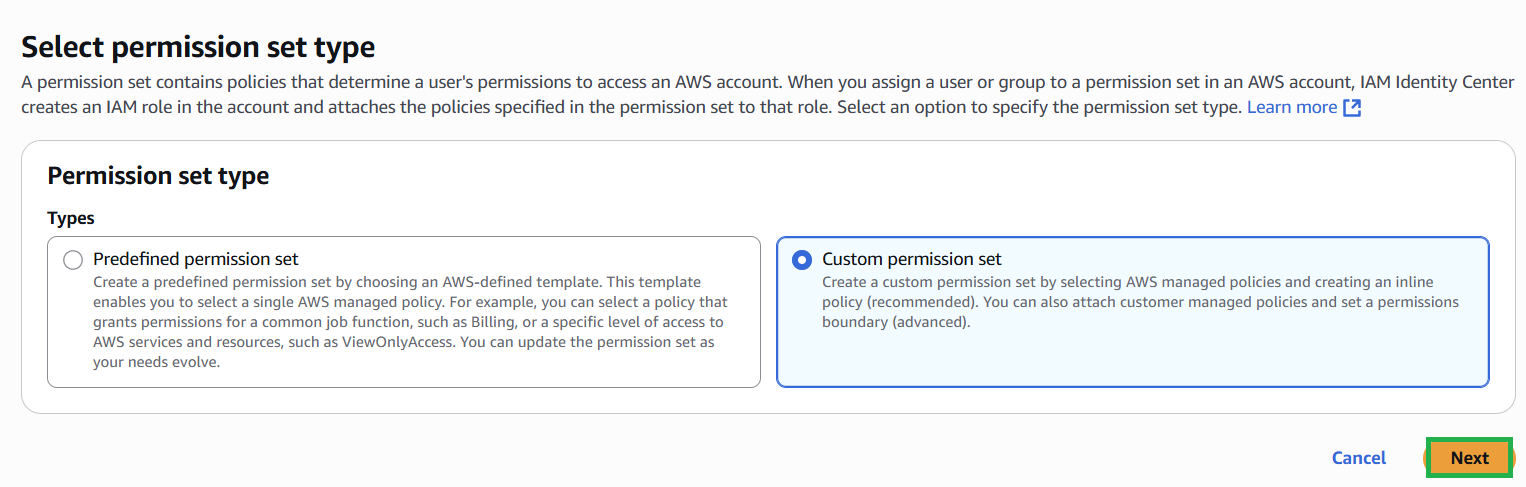 Select permission set type
A permission set contains policies that determine a user's permissions to access an AWS account. When you assign a user or group to a permission set in an AWS account, IAM Identity Center
creates an IAM role in the account and attaches the policies specified in the permission set to that role. Select an option to specify the permission set type. Learn more
Permission set type
Types
Predefined permission set
Create a predefined permission set by choosing an AWS-defined template. This template
enables you to select a single AWS managed policy. For example, you can select a policy that
grants permissions for a common job function, such as Billing, or a specific level of access to
AWS services and resources, such as ViewOnlyAccess. You can update the permission set as
your needs evolve.
Custom permission set
Create a custom permission set by selecting AWS managed policies and creating an inline
policy (recommended). You can also attach customer managed policies and set a permissions
boundary (advanced).
Cancel
Next